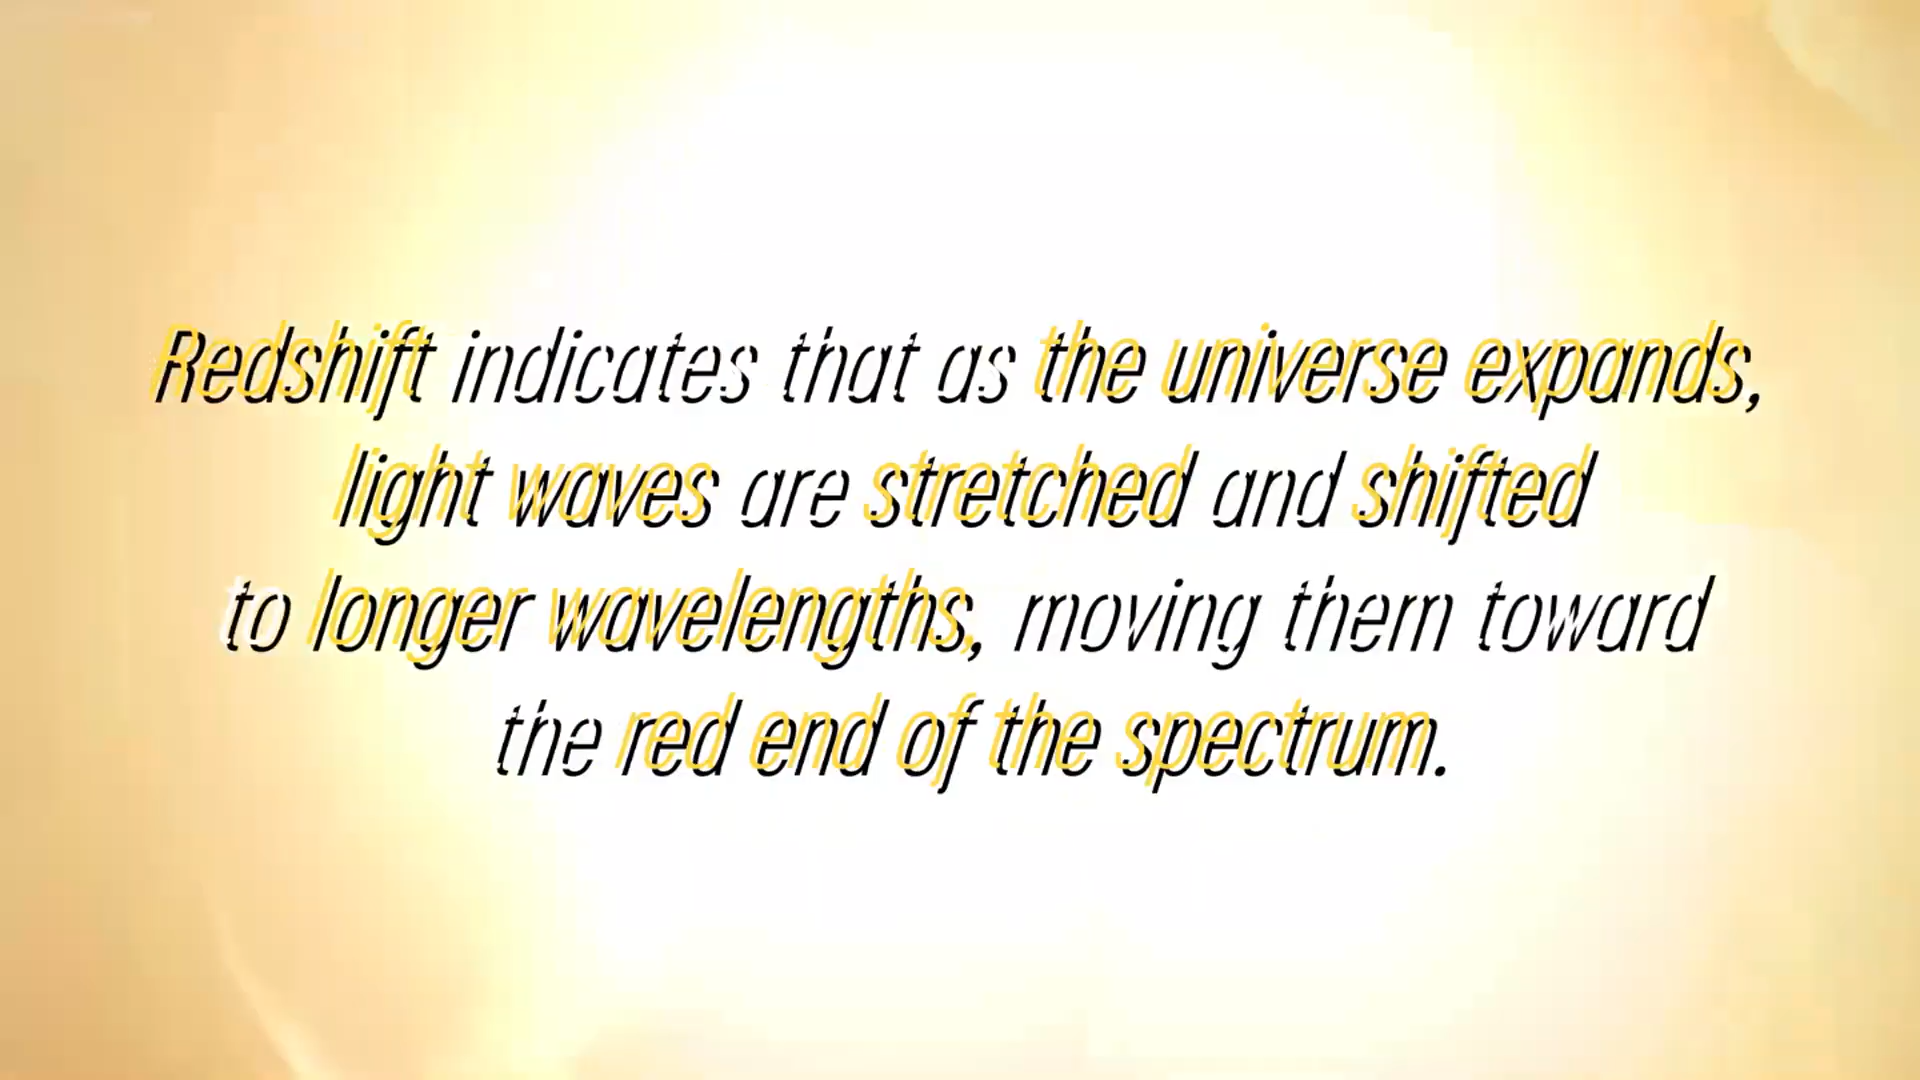 Redshift indicates that as the universe expands,
light waves are stretched and shifted
to longer wavelengths, moving them toward
the red end of the spectrum.